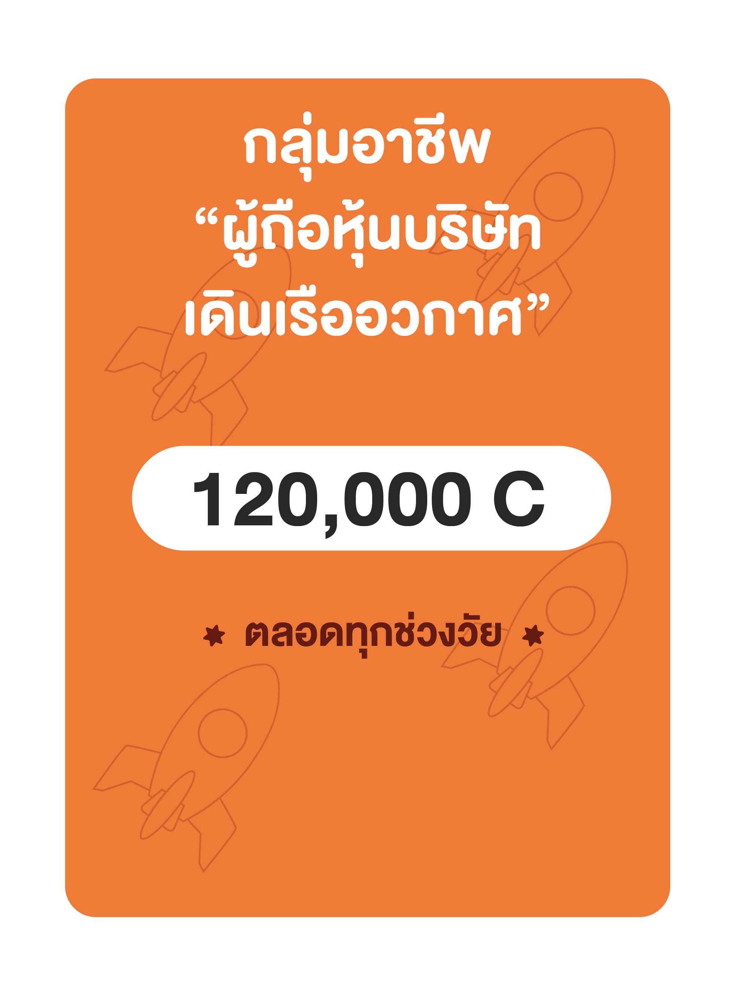 กลุ่มอาชีพ
“ผู้ถือหุ้นบริษัท
เดินเรืออวกาศ”
120,000 C
ตลอดทุกช่วงวัย